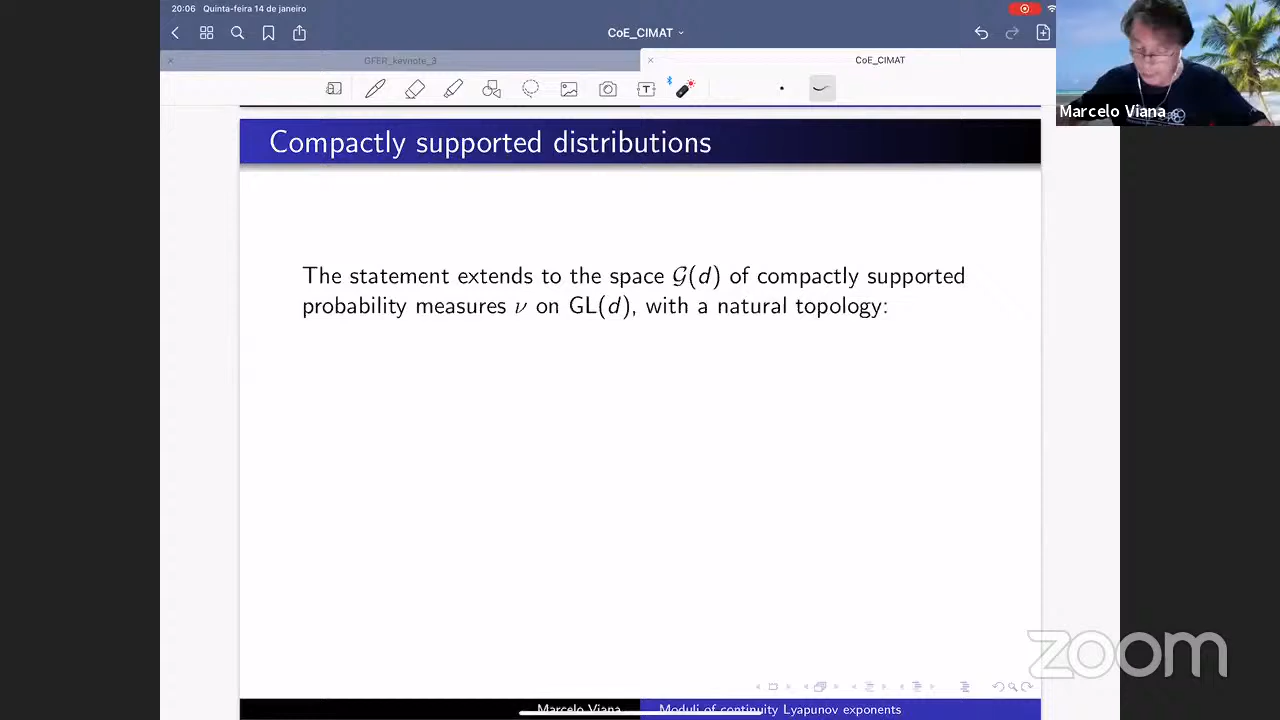 20:06 Quinta-feira 14 de janeiro
CoE_CIMAT
GFER_keynote_3
CoE_CIMAT
T
Marcelo Viana
Compactly supported distributions
The statement extends to the space 𝒢(d) of compactly supported
probability measures ν on GL(d), with a natural topology:
zoom
Marcelo Viana
Moduli of continuity Lyapunov exponents